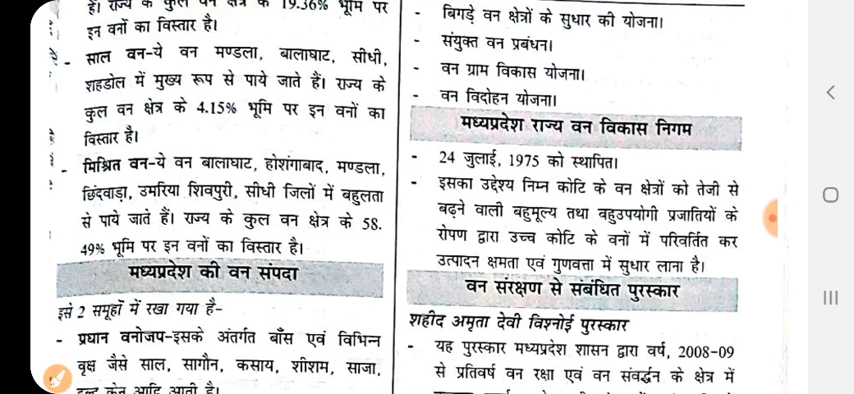 है। राज्य के कुल वन क्षेत्र के 19.36% भूमि पर
इन वनों का विस्तार है।
- साल वन-ये वन मण्डला, बालाघाट, सीधी,
शहडोल में मुख्य रूप से पाये जाते हैं। राज्य के
कुल वन क्षेत्र के 4.15% भूमि पर इन वनों का
विस्तार है।
- मिश्रित वन-ये वन बालाघाट, होशंगाबाद, मण्डला,
छिंदवाड़ा, उमरिया शिवपुरी, सीधी जिलों में बहुलता
से पाये जाते हैं। राज्य के कुल वन क्षेत्र के 58.
49% भूमि पर इन वनों का विस्तार है।
मध्यप्रदेश की वन संपदा
इसे 2 समूहों में रखा गया है-
- प्रधान वनोजप-इसके अंतर्गत बाँस एवं विभिन्न
वृक्ष जैसे साल, सागौन, कसाय, शीशम, साजा,
आदि आती है।
- बिगड़े वन क्षेत्रों के सुधार की योजना।
- संयुक्त वन प्रबंधन।
- वन ग्राम विकास योजना।
- वन विदोहन योजना।
मध्यप्रदेश राज्य वन विकास निगम
- 24 जुलाई, 1975 को स्थापित।
- इसका उद्देश्य निम्न कोटि के वन क्षेत्रों को तेजी से
बढ़ने वाली बहुमूल्य तथा बहुउपयोगी प्रजातियों के
रोपण द्वारा उच्च कोटि के वनों में परिवर्तित कर
उत्पादन क्षमता एवं गुणवत्ता में सुधार लाना है।
वन संरक्षण से संबंधित पुरस्कार
शहीद अमृता देवी विश्नोई पुरस्कार
- यह पुरस्कार मध्यप्रदेश शासन द्वारा वर्ष, 2008-09
से प्रतिवर्ष वन रक्षा एवं वन संवर्द्धन के क्षेत्र में